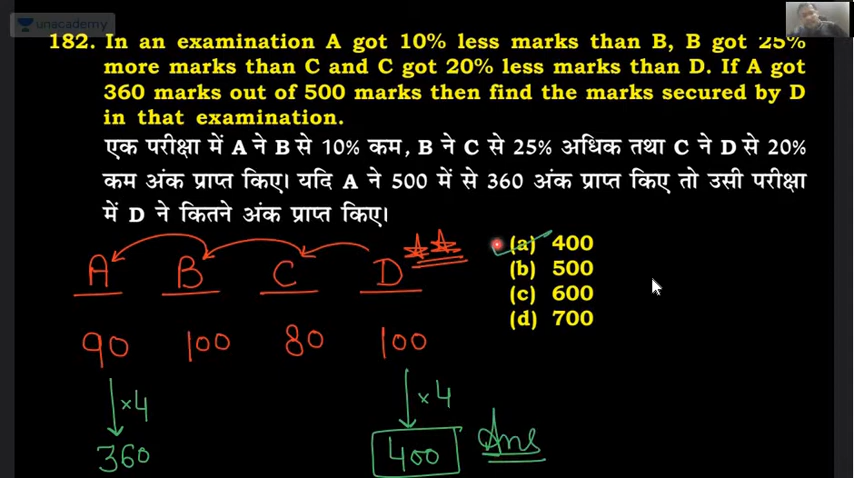 unacademy
182. In an examination A got 10% less marks than B, B got 25%
more marks than C and C got 20% less marks than D. If A got
360 marks out of 500 marks then find the marks secured by D
in that examination.
एक परीक्षा में A ने B से 10% कम, B ने C से 25% अधिक तथा C ने D से 20%
कम अंक प्राप्त किए। यदि A ने 500 में से 360 अंक प्राप्त किए तो उसी परीक्षा
में D ने कितने अंक प्राप्त किए।
(a) 400
(b) 500
(c) 600
(d) 700
A B C D
90 100 80 100
×4 ×4
360 400 Ans